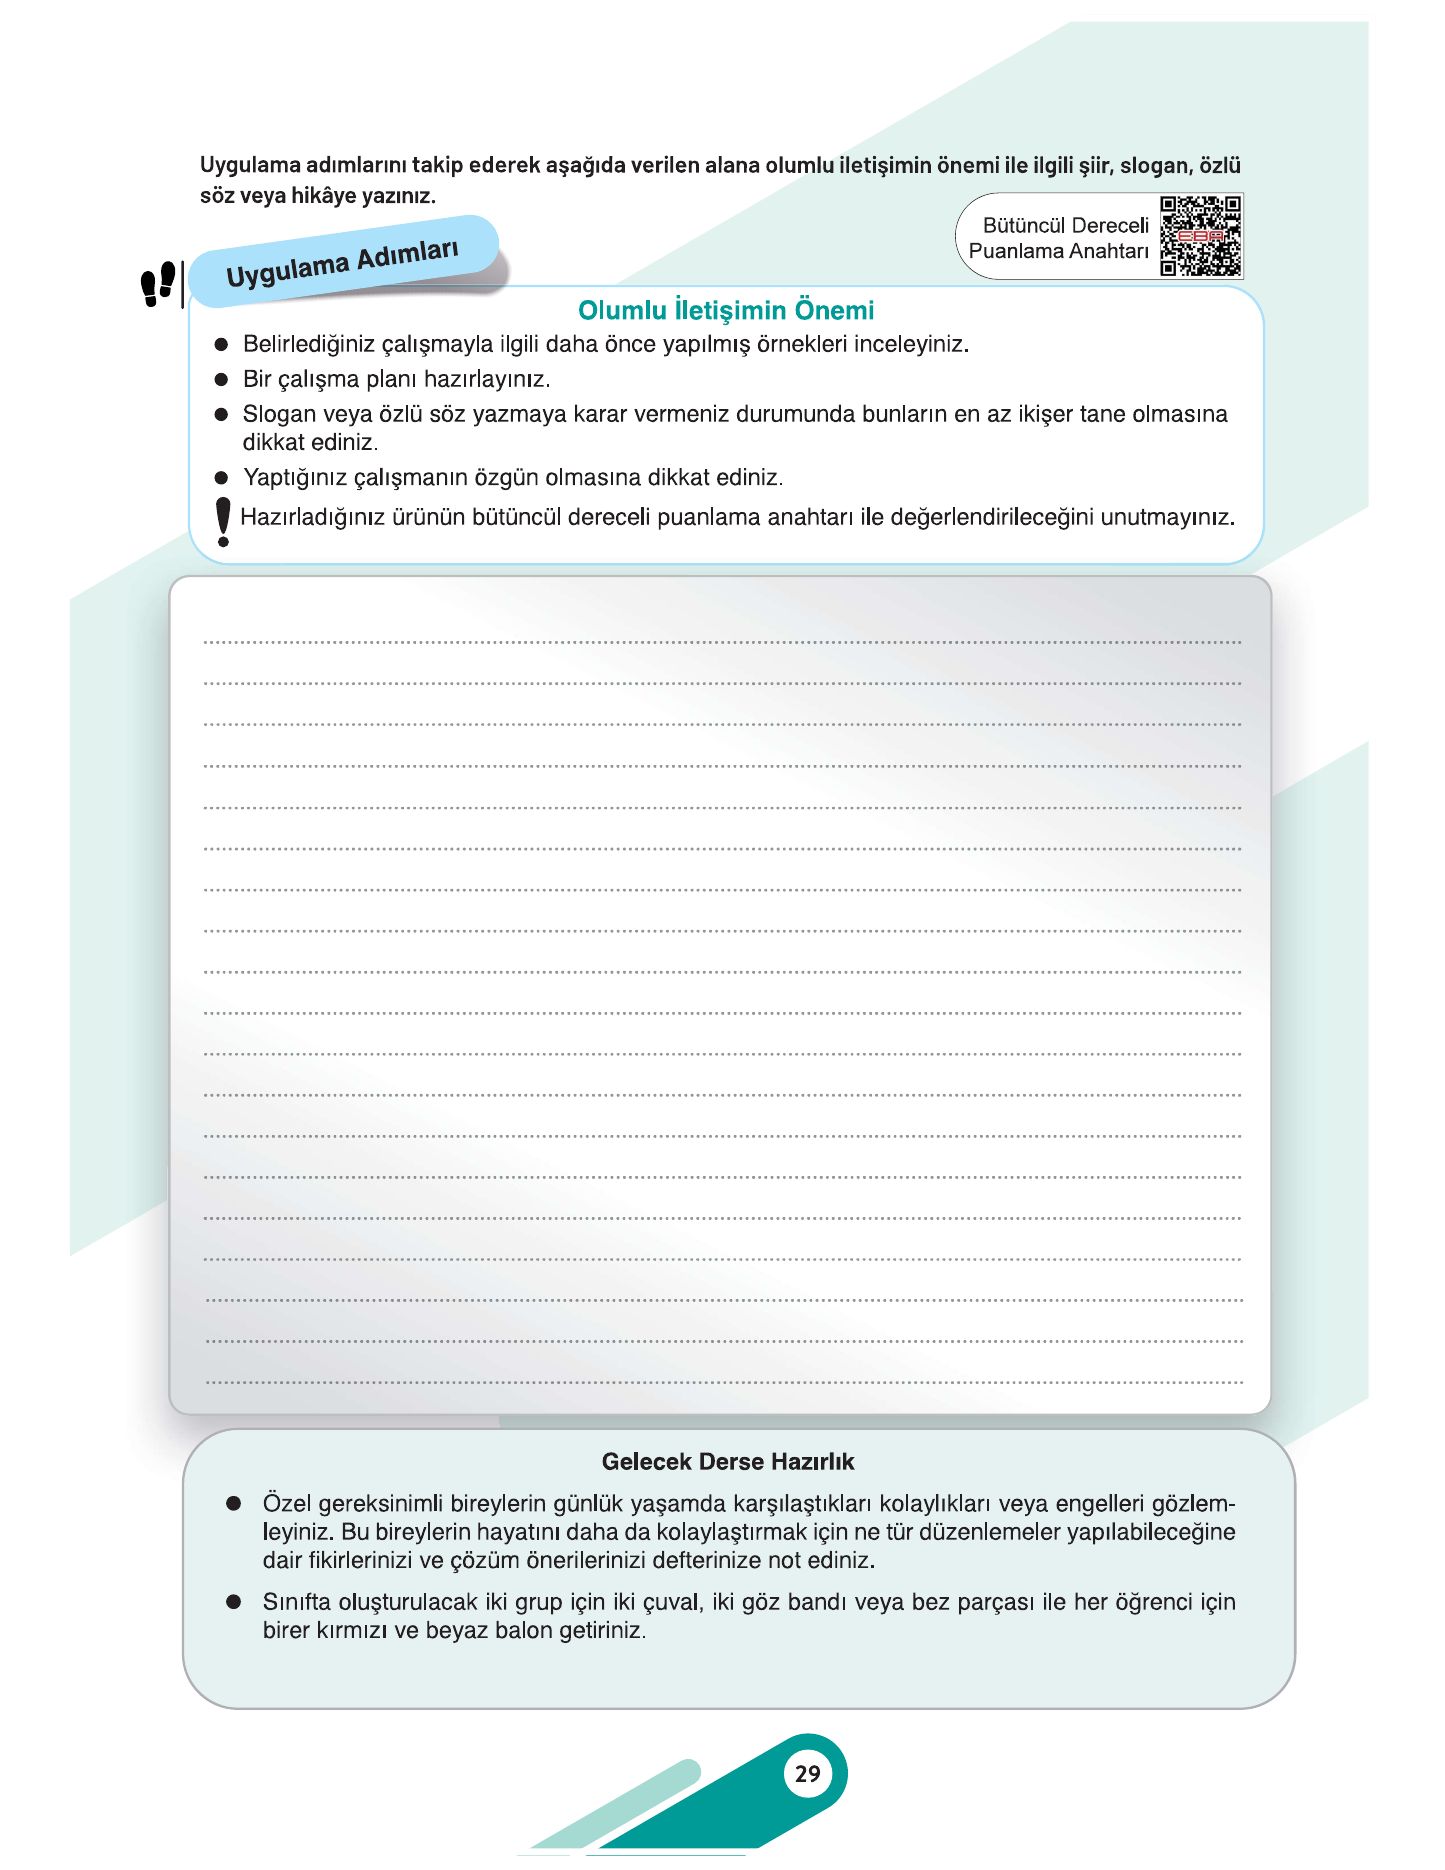 Uygulama adımlarını takip ederek aşağıda verilen alana olumlu iletişimin önemi ile ilgili şiir, slogan, özlü
söz veya hikâye yazınız.
Bütüncül Dereceli
Puanlama Anahtarı
EBA
Uygulama Adımları
Olumlu İletişimin Önemi
● Belirlediğiniz çalışmayla ilgili daha önce yapılmış örnekleri inceleyiniz.
● Bir çalışma planı hazırlayınız.
● Slogan veya özlü söz yazmaya karar vermeniz durumunda bunların en az ikişer tane olmasına
dikkat ediniz.
● Yaptığınız çalışmanın özgün olmasına dikkat ediniz.
! Hazırladığınız ürünün bütüncül dereceli puanlama anahtarı ile değerlendirileceğini unutmayınız.
Gelecek Derse Hazırlık
● Özel gereksinimli bireylerin günlük yaşamda karşılaştıkları kolaylıkları veya engelleri gözlem-
leyiniz. Bu bireylerin hayatını daha da kolaylaştırmak için ne tür düzenlemeler yapılabileceğine
dair fikirlerinizi ve çözüm önerilerinizi defterinize not ediniz.
● Sınıfta oluşturulacak iki grup için iki çuval, iki göz bandı veya bez parçası ile her öğrenci için
birer kırmızı ve beyaz balon getiriniz.
29